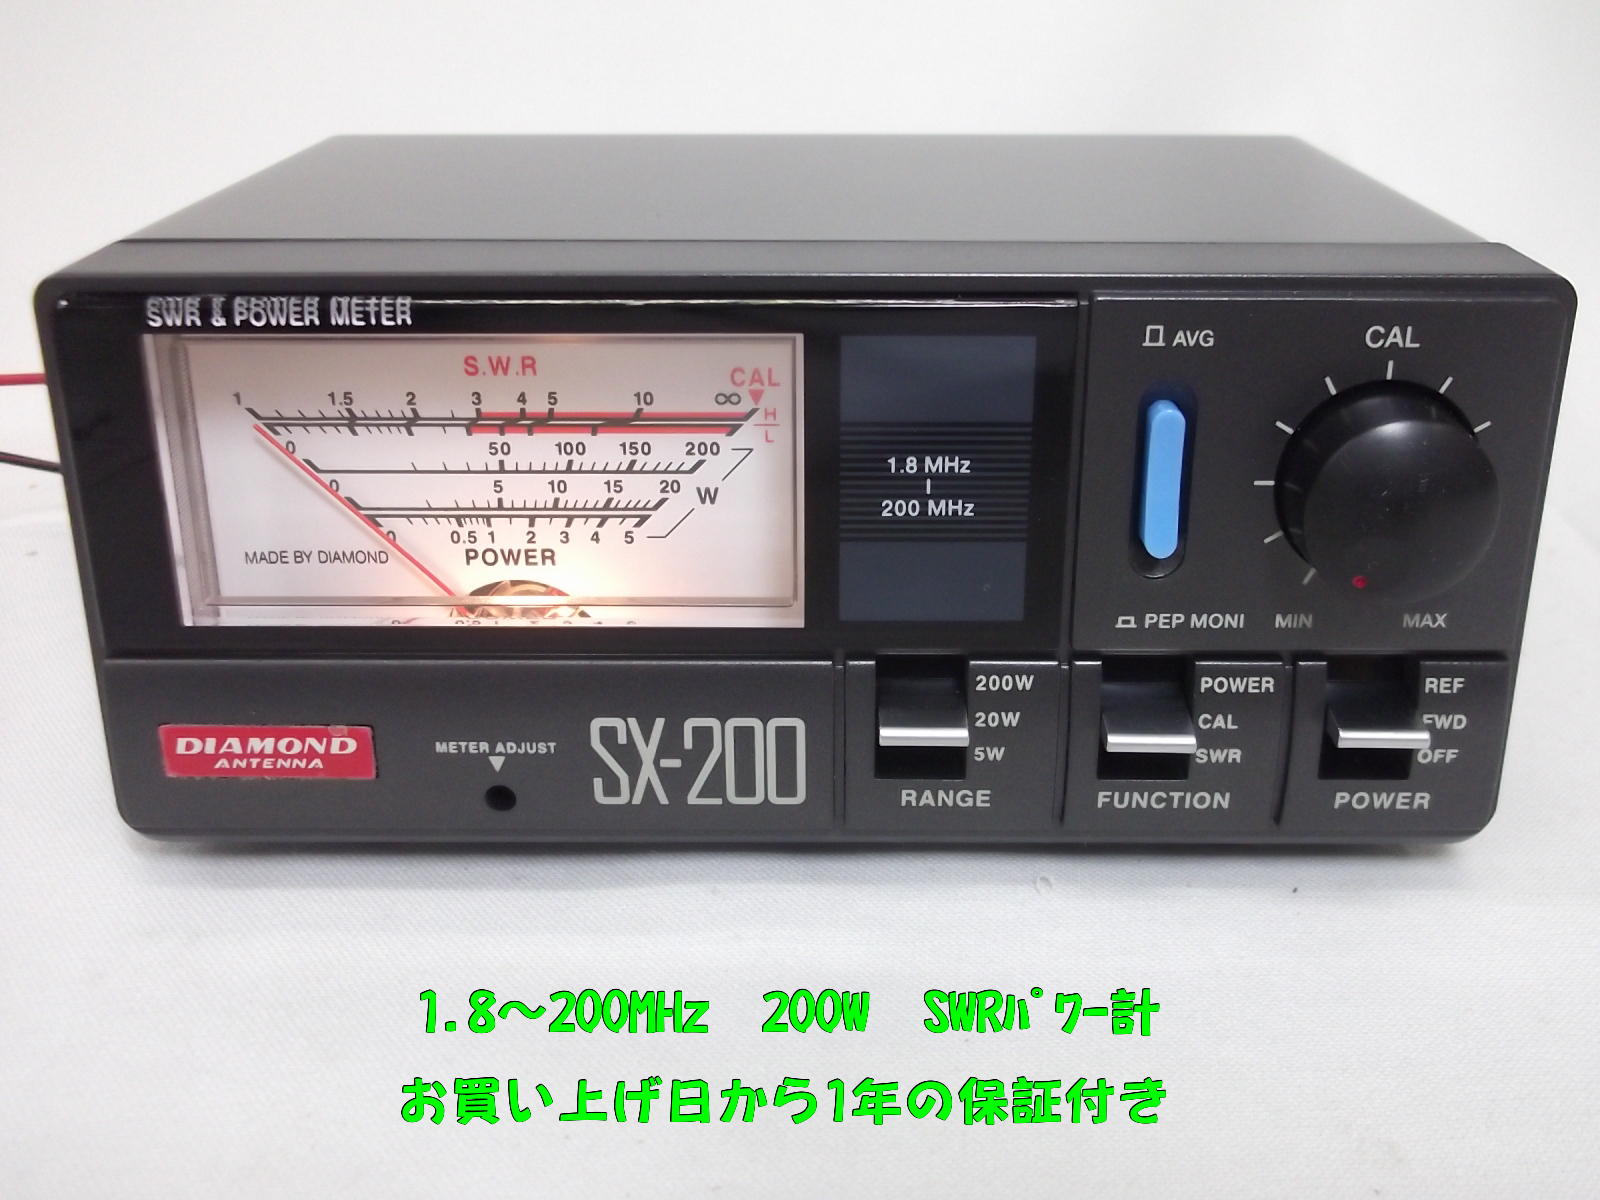 SWR & POWER METER
S.W.R
CAL
1 1.5 2 3 4 5 10 ∞
H
L
0 50 100 150 200
0 5 10 15 20
W
0 0.5 1 2 3 4 5
POWER
MADE BY DIAMOND
1.8 MHz
200 MHz
AVG
PEP MONI
CAL
MIN
MAX
DIAMOND
ANTENNA
METER ADJUST
SX-200
200W
20W
5W
RANGE
POWER
CAL
SWR
FUNCTION
REF
FWD
OFF
POWER
1.8～200MHz 200W SWRﾊﾟﾜｰ計
お買い上げ日から1年の保証付き